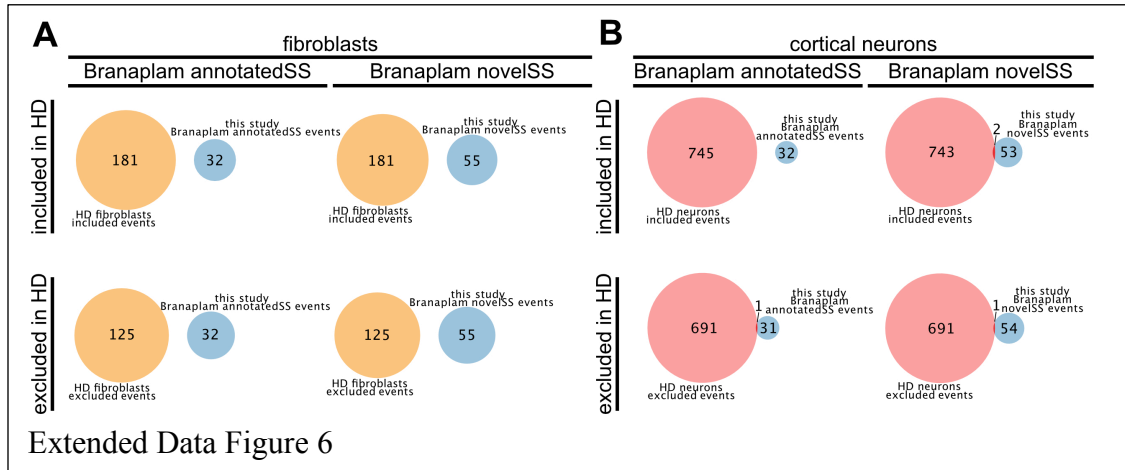 A
fibroblasts
Branaplam annotatedSS
Branaplam novelSS
included in HD
181
this study
Branaplam annotatedSS events
32
HD fibroblasts
included events
181
this study
Branaplam novelSS events
55
HD fibroblasts
included events
excluded in HD
125
this study
Branaplam annotatedSS events
32
HD fibroblasts
excluded events
125
this study
Branaplam novelSS events
55
HD fibroblasts
excluded events
B
cortical neurons
Branaplam annotatedSS
Branaplam novelSS
included in HD
745
this study
Branaplam
annotatedSS events
32
HD neurons
included events
743
2
this study
Branaplam
novelSS events
53
HD neurons
included events
excluded in HD
691
1
this study
Branaplam
annotatedSS events
31
HD neurons
excluded events
691
1
this study
Branaplam
novelSS events
54
HD neurons
excluded events
Extended Data Figure 6